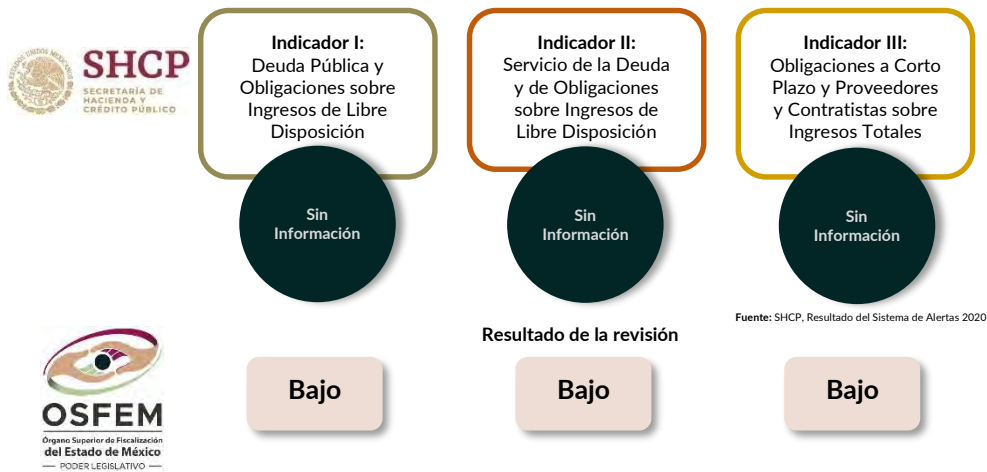 SHCP
SECRETARÍA DE
HACIENDA Y
CRÉDITO PÚBLICO
Indicador I:
Deuda Pública y
Obligaciones sobre
Ingresos de Libre
Disposición
Sin
Información
Indicador II:
Servicio de la Deuda
y de Obligaciones
sobre Ingresos de
Libre Disposición
Sin
Información
Indicador III:
Obligaciones a Corto
Plazo y Proveedores
y Contratistas sobre
Ingresos Totales
Sin
Información
Fuente: SHCP, Resultado del Sistema de Alertas 2020
Resultado de la revisión
OSFEM
Órgano Superior de Fiscalización
del Estado de México
PODER LEGISLATIVO
Bajo
Bajo
Bajo